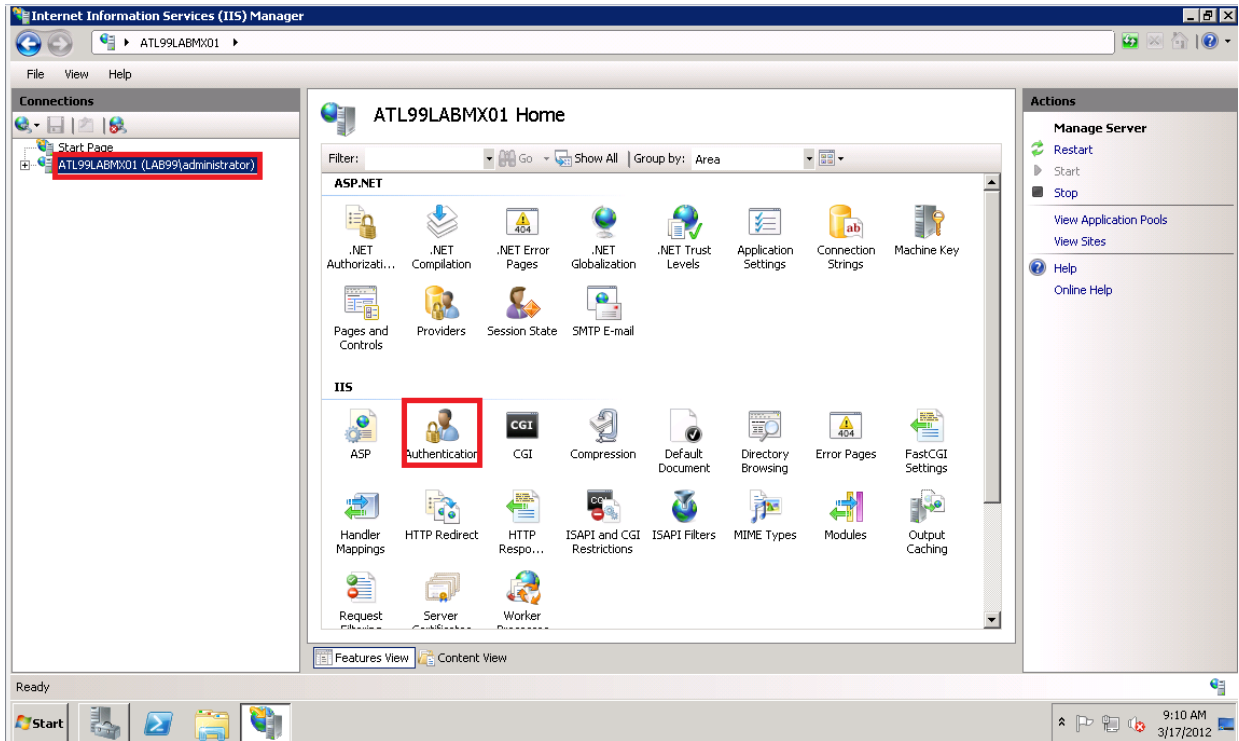 Internet Information Services (IIS) Manager
ATL99LABMX01
File View Help
Connections
Start Page
ATL99LABMX01 (LAB99\administrator)
ATL99LABMX01 Home
Filter: Go Show All Group by: Area
ASP.NET
.NET Authorizati...
.NET Compilation
.NET Error Pages
.NET Globalization
.NET Trust Levels
Application Settings
Connection Strings
Machine Key
Pages and Controls
Providers
Session State
SMTP E-mail
IIS
ASP
Authentication
CGI
Compression
Default Document
Directory Browsing
Error Pages
FastCGI Settings
Handler Mappings
HTTP Redirect
HTTP Respo...
ISAPI and CGI Restrictions
ISAPI Filters
MIME Types
Modules
Output Caching
Request Filtering
Server Certificates
Worker Processes
Features View Content View
Actions
Manage Server
Restart
Start
Stop
View Application Pools
View Sites
Help
Online Help
Ready
Start
9:10 AM
3/17/2012